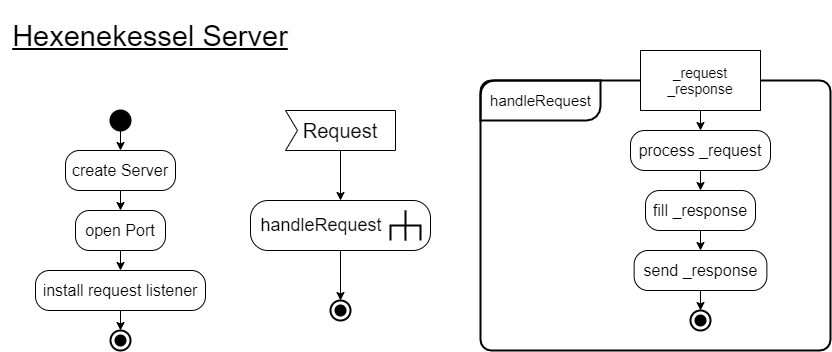 Hexenekessel Server
create Server
open Port
install request listener
Request
handleRequest
handleRequest
_request
_response
process _request
fill _response
send _response